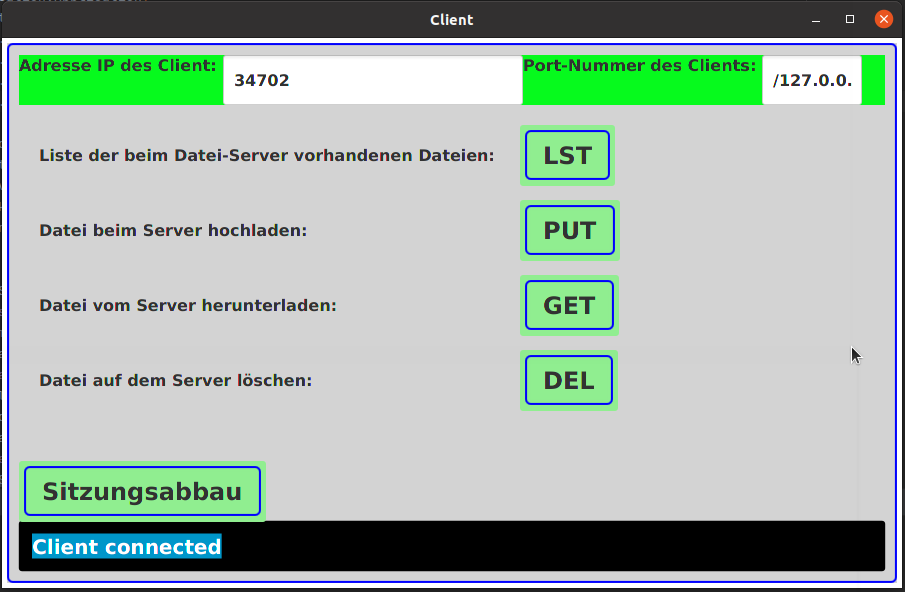 Client
Adresse IP des Client: 34702 Port-Nummer des Clients: /127.0.0.
Liste der beim Datei-Server vorhandenen Dateien: LST
Datei beim Server hochladen: PUT
Datei vom Server herunterladen: GET
Datei auf dem Server löschen: DEL
Sitzungsabbau
Client connected